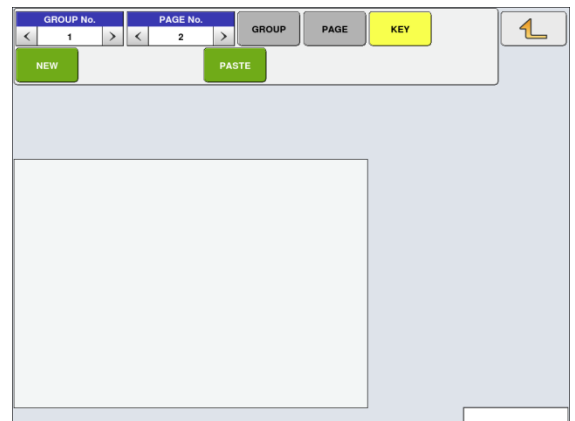 GROUP No. PAGE No.
< 1 > < 2 > GROUP PAGE KEY
NEW PASTE